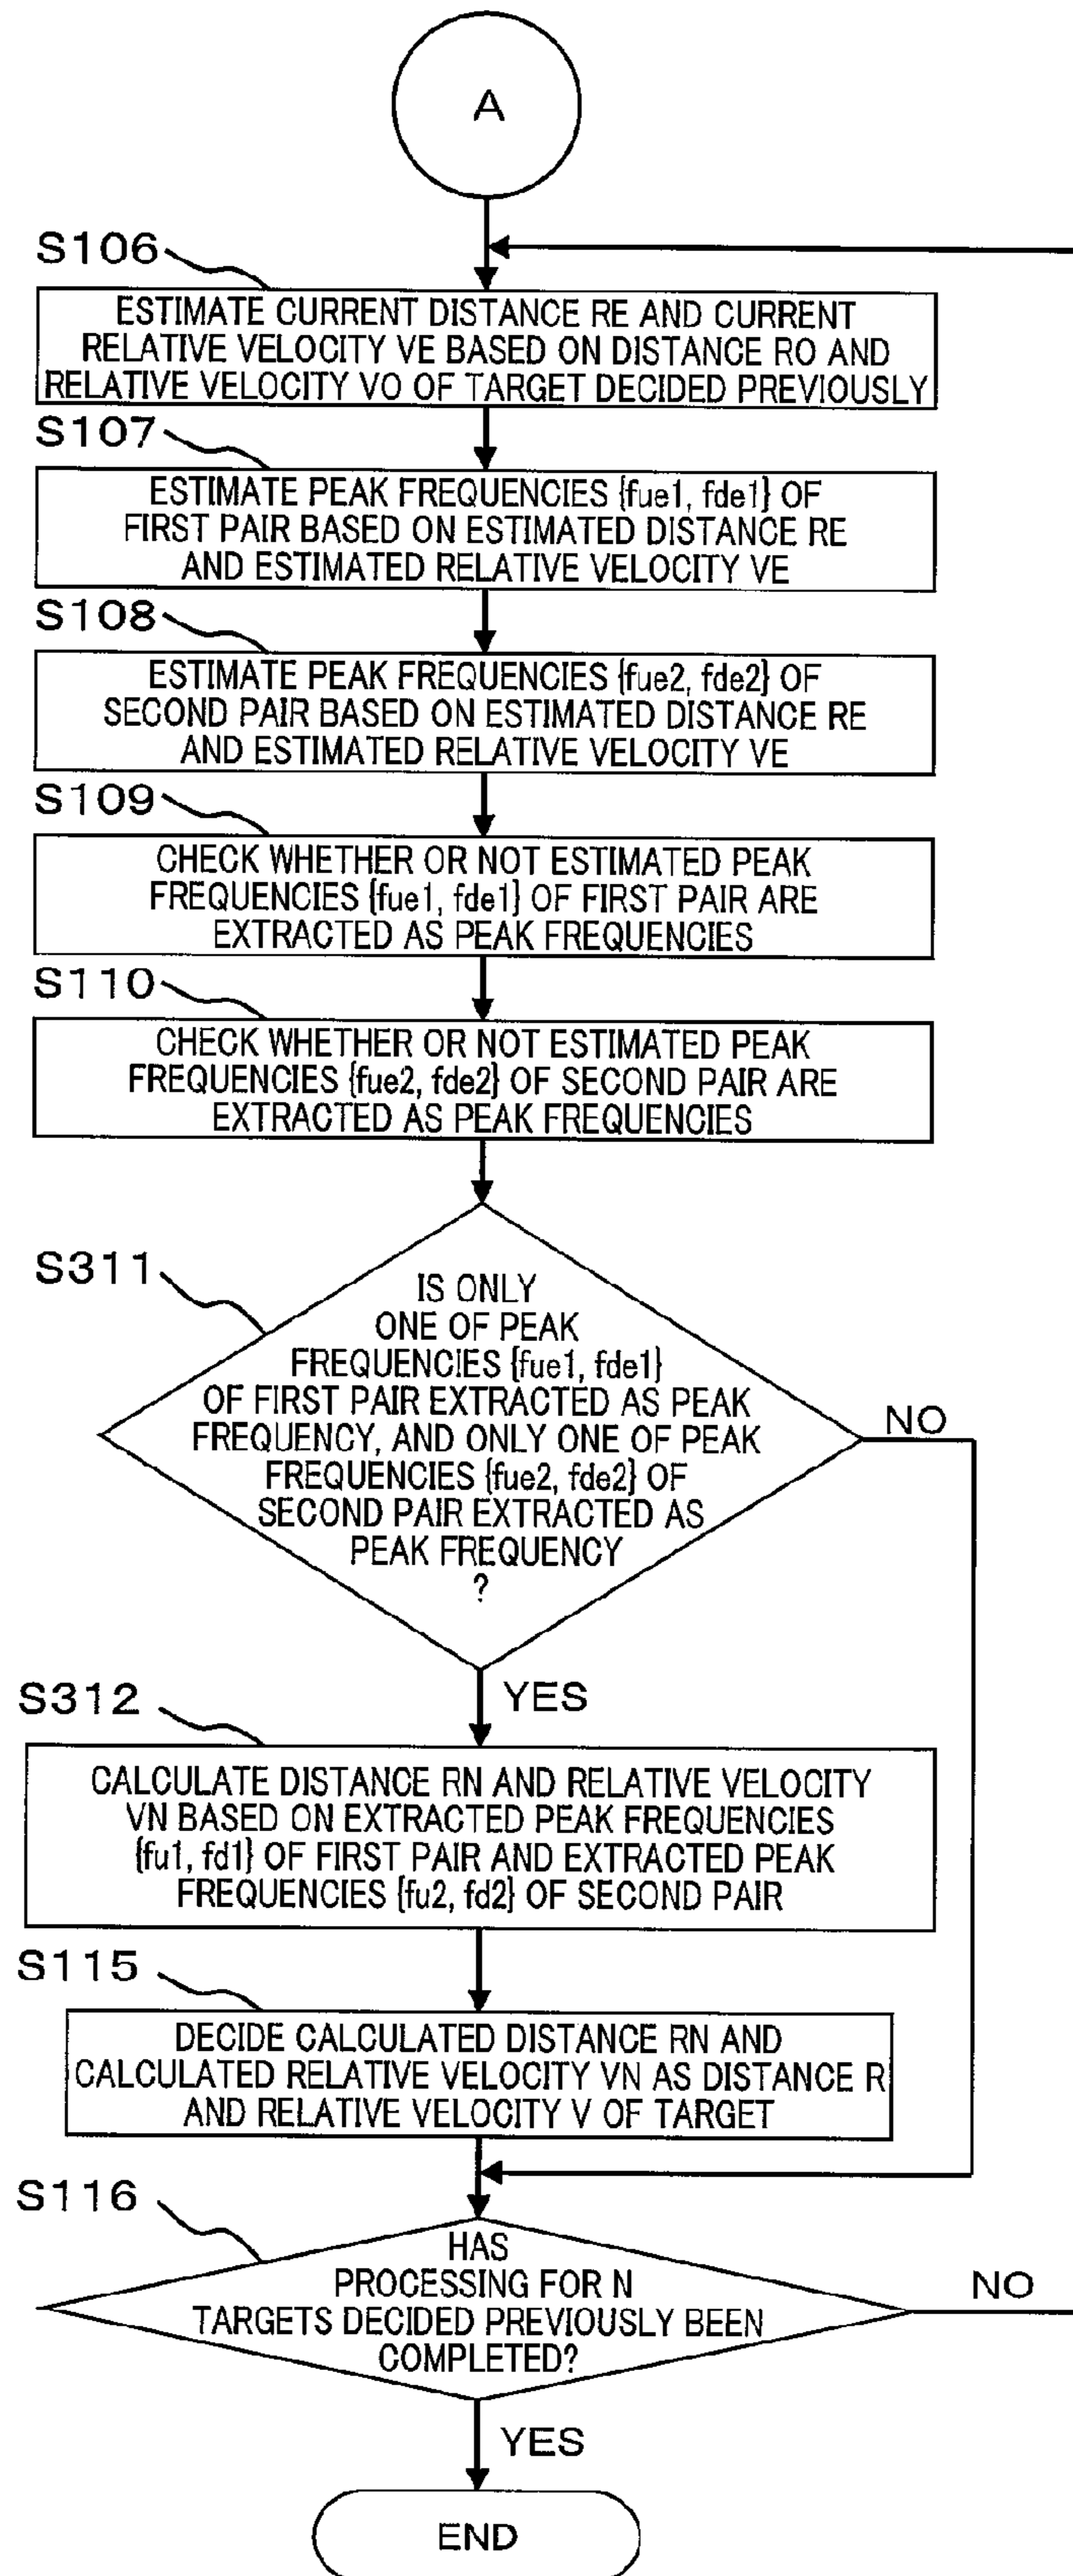 A
S106
ESTIMATE CURRENT DISTANCE RE AND CURRENT
RELATIVE VELOCITY VE BASED ON DISTANCE RO AND
RELATIVE VELOCITY VO OF TARGET DECIDED PREVIOUSLY
S107
ESTIMATE PEAK FREQUENCIES {fue1, fde1} OF
FIRST PAIR BASED ON ESTIMATED DISTANCE RE
AND ESTIMATED RELATIVE VELOCITY VE
S108
ESTIMATE PEAK FREQUENCIES {fue2, fde2} OF
SECOND PAIR BASED ON ESTIMATED DISTANCE RE
AND ESTIMATED RELATIVE VELOCITY VE
S109
CHECK WHETHER OR NOT ESTIMATED PEAK
FREQUENCIES {fue1, fde1} OF FIRST PAIR ARE
EXTRACTED AS PEAK FREQUENCIES
S110
CHECK WHETHER OR NOT ESTIMATED PEAK
FREQUENCIES {fue2, fde2} OF SECOND PAIR ARE
EXTRACTED AS PEAK FREQUENCIES
S311
IS ONLY
ONE OF PEAK
FREQUENCIES {fue1, fde1}
OF FIRST PAIR EXTRACTED AS PEAK
FREQUENCY, AND ONLY ONE OF PEAK
FREQUENCIES {fue2, fde2} OF
SECOND PAIR EXTRACTED AS
PEAK FREQUENCY
?
NO
YES
S312
CALCULATE DISTANCE RN AND RELATIVE VELOCITY
VN BASED ON EXTRACTED PEAK FREQUENCIES
{fu1, fd1} OF FIRST PAIR AND EXTRACTED PEAK
FREQUENCIES {fu2, fd2} OF SECOND PAIR
S115
DECIDE CALCULATED DISTANCE RN AND
CALCULATED RELATIVE VELOCITY VN AS DISTANCE R
AND RELATIVE VELOCITY V OF TARGET
S116
HAS
PROCESSING FOR N
TARGETS DECIDED PREVIOUSLY BEEN
COMPLETED?
NO
YES
END